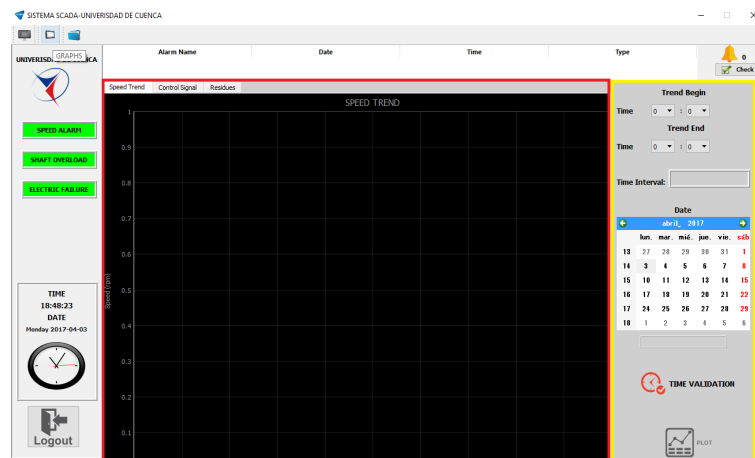 SISTEMA SCADA-UNIVERISDAD DE CUENCA
GRAPHS
Alarm Name Date Time Type
0
Check
Speed Trend Control Signal Residues
SPEED TREND
1
0.9
0.8
0.7
0.6
0.5
0.4
0.3
0.2
0.1
Speed (rpm)
SPEED ALARM
SHAFT OVERLOAD
ELECTRIC FAILURE
TIME
18:48:23
DATE
Monday 2017-04-03
Logout
Trend Begin
Time 0 : 0
Trend End
Time 0 : 0
Time Interval:
Date
abril, 2017
lun. mar. mié. jue. vie. sáb
13 27 28 29 30 31 1
14 3 4 5 6 7 8
15 10 11 12 13 14 15
16 17 18 19 20 21 22
17 24 25 26 27 28 29
18 1 2 3 4 5 6
TIME VALIDATION
PLOT